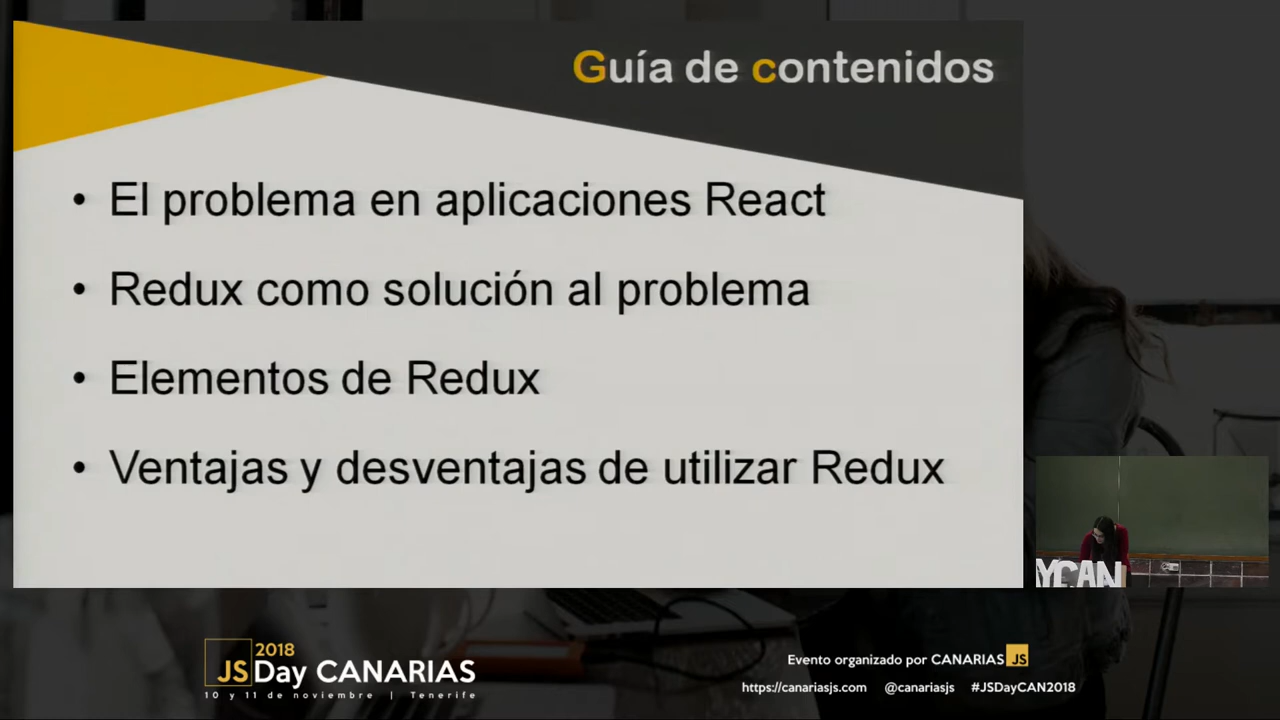 Guía de contenidos
• El problema en aplicaciones React
• Redux como solución al problema
• Elementos de Redux
• Ventajas y desventajas de utilizar Redux
YCAN
2018
JSDay CANARIAS
10 y 11 de noviembre | Tenerife
Evento organizado por CANARIAS JS
https://canariasjs.com @canariasjs #JSDayCAN2018